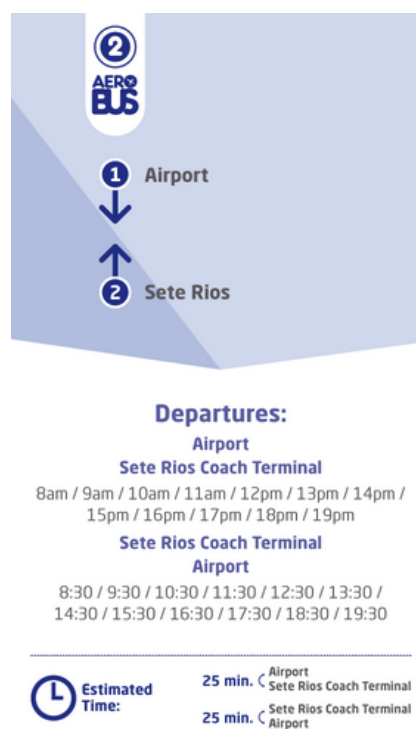 2
AERO
BUS
1 Airport
2 Sete Rios
Departures:
Airport
Sete Rios Coach Terminal
8am / 9am / 10am / 11am / 12pm / 13pm / 14pm /
15pm / 16pm / 17pm / 18pm / 19pm
Sete Rios Coach Terminal
Airport
8:30 / 9:30 / 10:30 / 11:30 / 12:30 / 13:30 /
14:30 / 15:30 / 16:30 / 17:30 / 18:30 / 19:30
Estimated
Time:
25 min. Airport
Sete Rios Coach Terminal
25 min. Sete Rios Coach Terminal
Airport